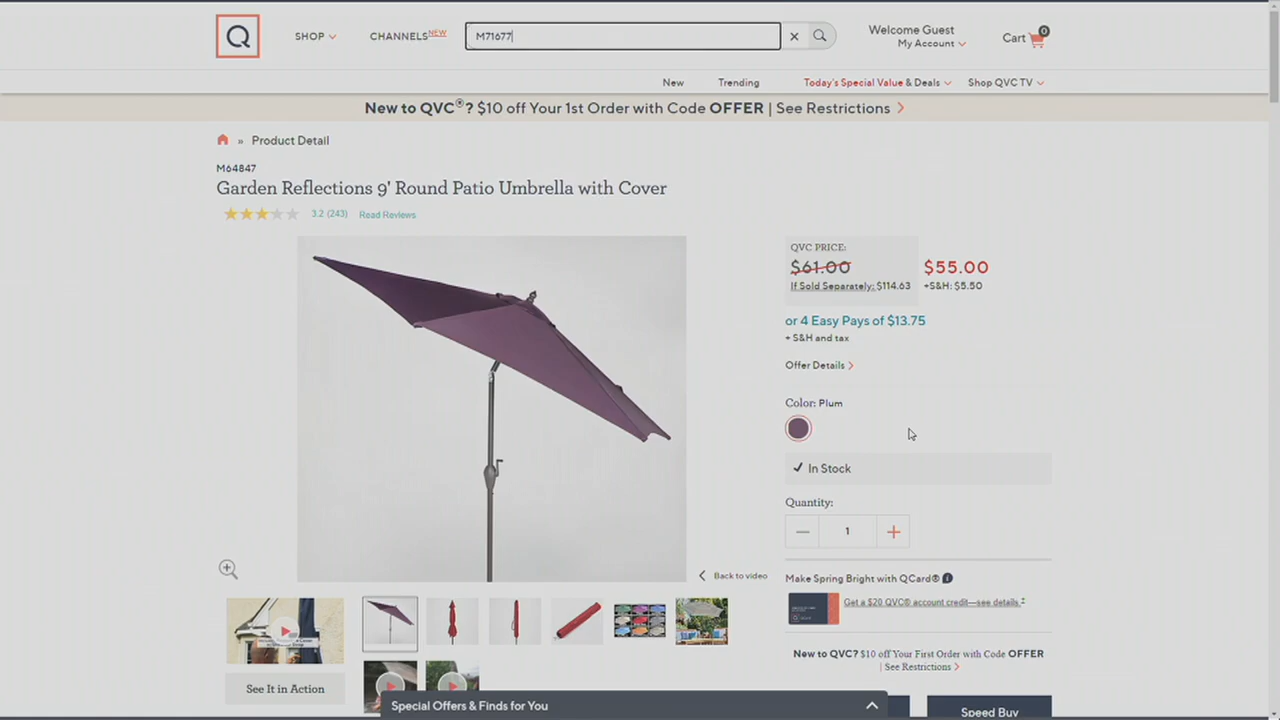 Q
SHOP
CHANNELS NEW
M71677
Welcome Guest
My Account
Cart 0
New
Trending
Today's Special Value & Deals
Shop QVC TV
New to QVC®? $10 off Your 1st Order with Code OFFER | See Restrictions
» Product Detail
M64847
Garden Reflections 9' Round Patio Umbrella with Cover
3.2 (243) Read Reviews
QVC PRICE:
$61.00 $55.00
If Sold Separately: $114.63 +S&H: $5.50
or 4 Easy Pays of $13.75
+ S&H and tax
Offer Details
Color: Plum
In Stock
Quantity:
1
Back to video
Make Spring Bright with QCard®
Get a $20 QVC® account credit—see details.‡
New to QVC? $10 off Your First Order with Code OFFER
| See Restrictions
See It in Action
Special Offers & Finds for You
Speed Buy